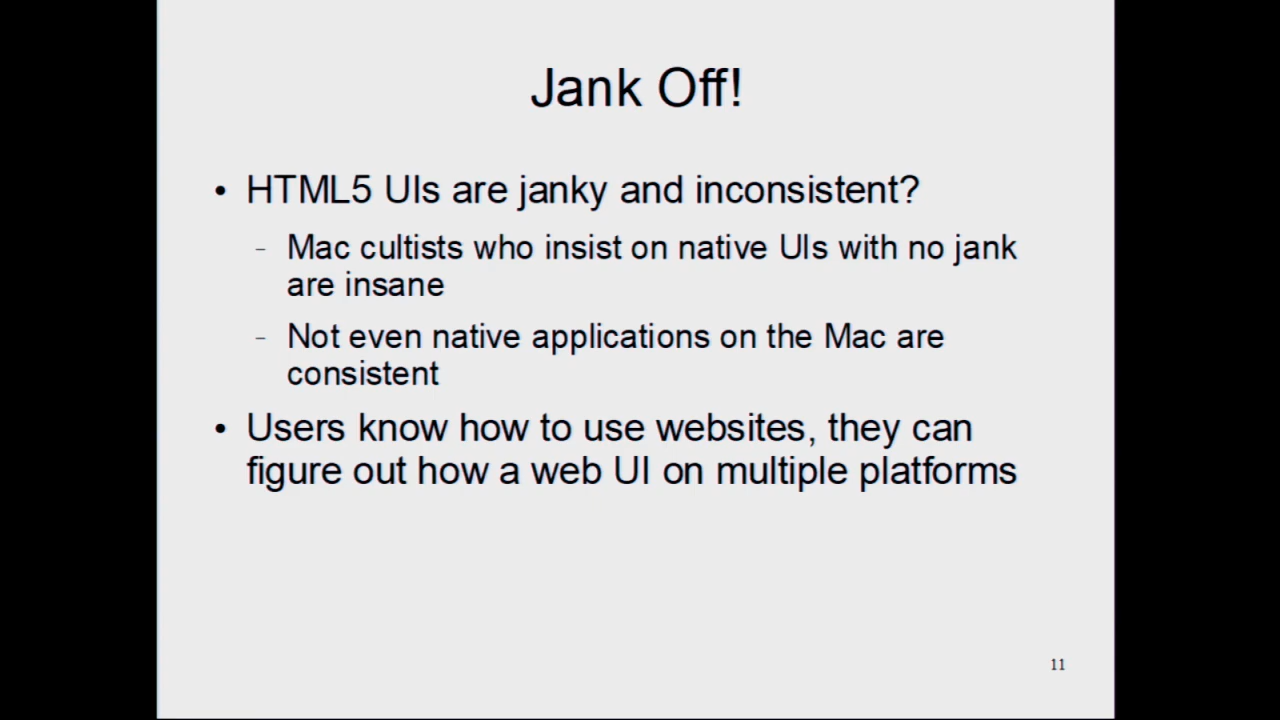 Jank Off!
• HTML5 UIs are janky and inconsistent?
– Mac cultists who insist on native UIs with no jank
are insane
– Not even native applications on the Mac are
consistent
• Users know how to use websites, they can
figure out how a web UI on multiple platforms
11